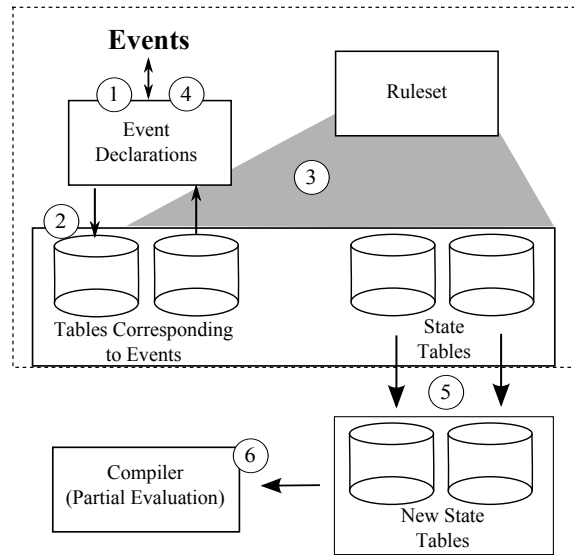 Events
1
4
Event
Declarations
Ruleset
3
2
Tables Corresponding
to Events
State
Tables
5
6
Compiler
(Partial Evaluation)
New State
Tables